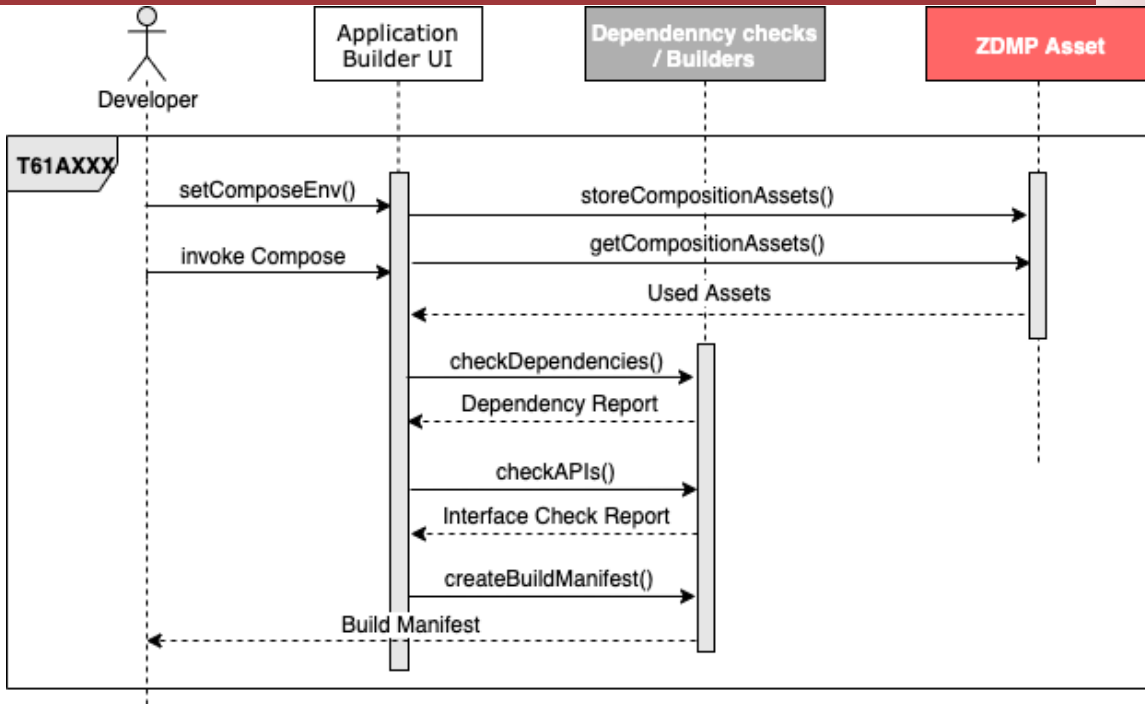 Application
Builder UI
Dependenncy checks
/ Builders
ZDMP Asset
Developer
T61AXXX
setComposeEnv()
storeCompositionAssets()
getCompositionAssets()
invoke Compose
Used Assets
checkDependencies()
Dependency Report
checkAPIs()
Interface Check Report
createBuildManifest()
Build Manifest